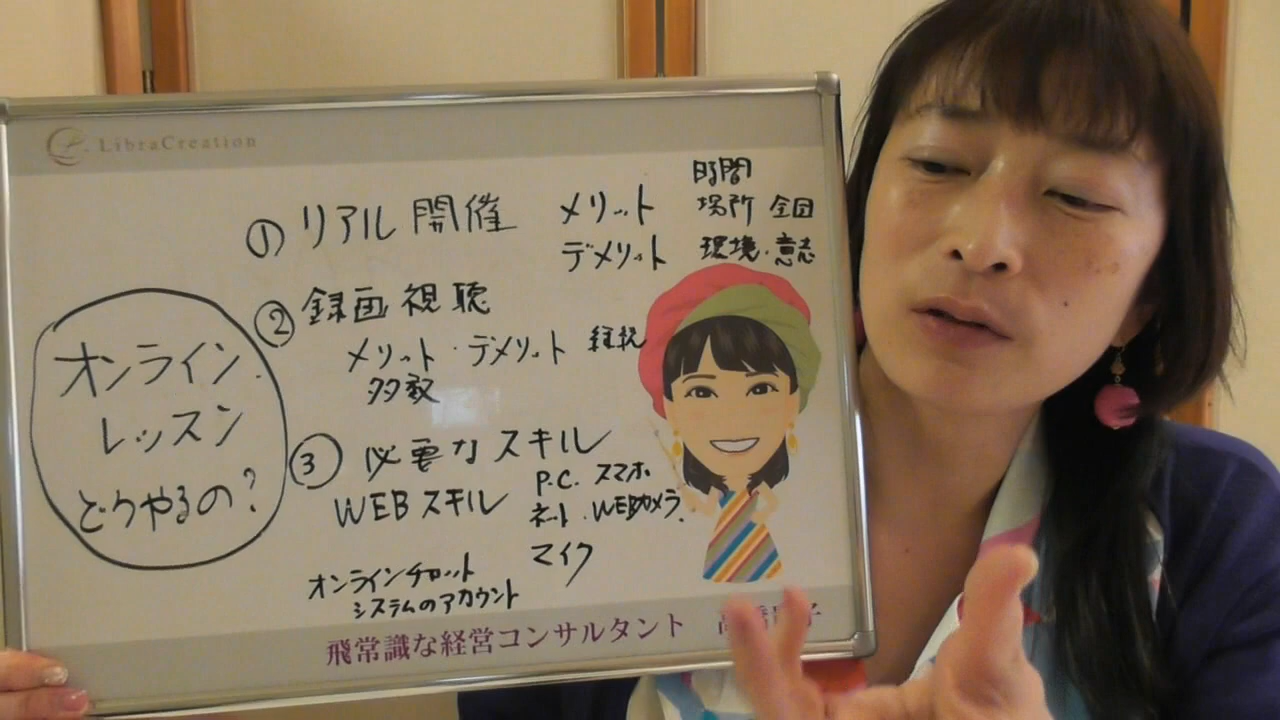 LibraCreation
の リアル開催 メリット 時間
場所 全国
デメリット 環境・意志
② 録画視聴
メリット・デメリット
多数
オンライン
レッスン
どうやるの?
③ 必要なスキル
WEBスキル P.C. スマホ
ネット・WEBカメラ
マイク
オンラインチャット
システムのアカウント
飛常識な経営コンサルタント 高橋 子